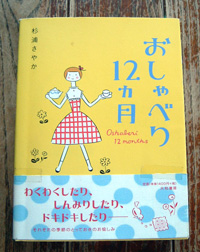 おしゃべり
12ヵ月
杉浦さやか
Oshaberi
12 months
わくわくしたり、
しんみりしたり、
ドキドキしたり——